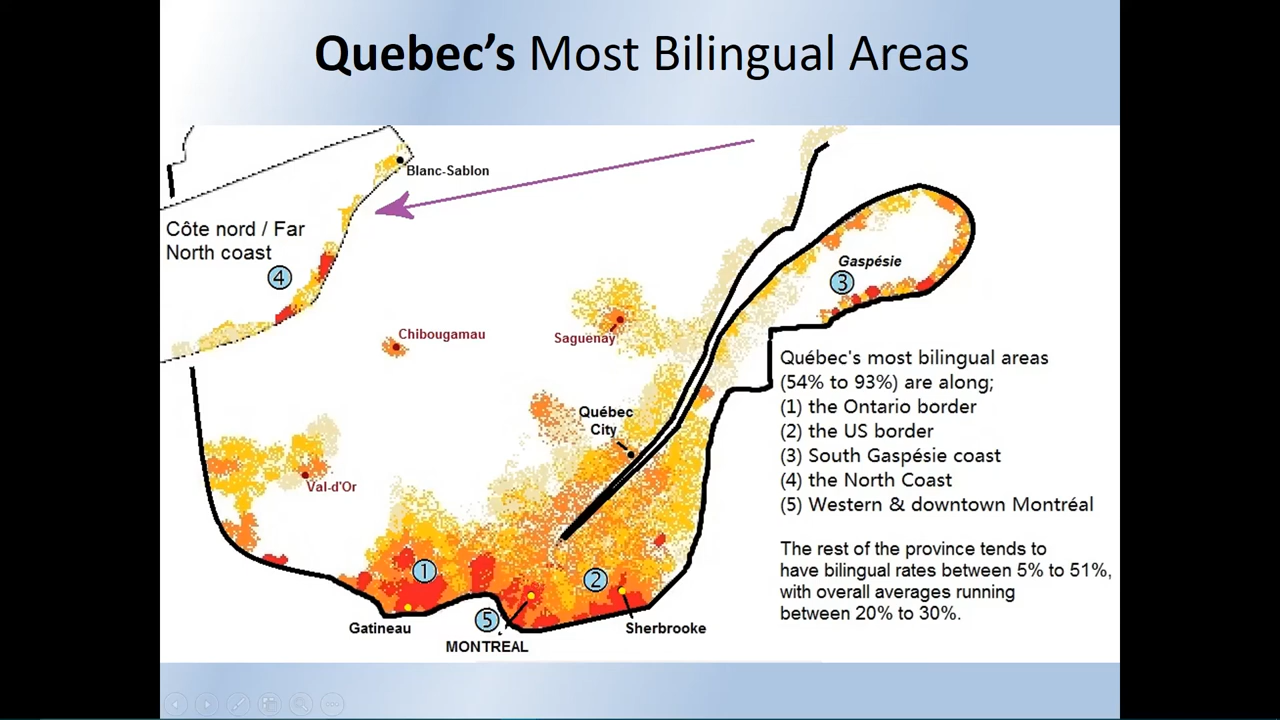 Quebec's Most Bilingual Areas
Blanc-Sablon
Côte nord / Far
North coast
4
Gaspésie
3
Chibougamau
Saguenay
Québec
City
Val-d'Or
1
2
5
Gatineau
MONTREAL
Sherbrooke
Québec's most bilingual areas
(54% to 93%) are along;
(1) the Ontario border
(2) the US border
(3) South Gaspésie coast
(4) the North Coast
(5) Western & downtown Montréal
The rest of the province tends to
have bilingual rates between 5% to 51%,
with overall averages running
between 20% to 30%.